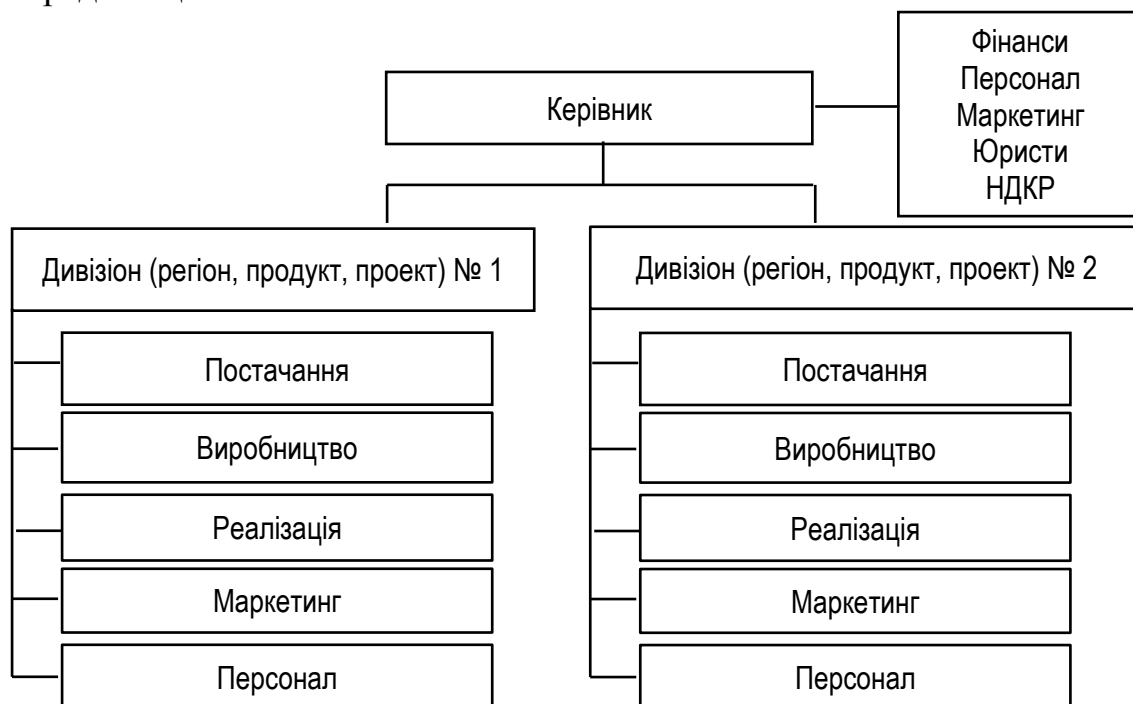 Керівник
Фінанси
Персонал
Маркетинг
Юристи
НДКР
Дивізіон (регіон, продукт, проект) № 1
Постачання
Виробництво
Реалізація
Маркетинг
Персонал
Дивізіон (регіон, продукт, проект) № 2
Постачання
Виробництво
Реалізація
Маркетинг
Персонал